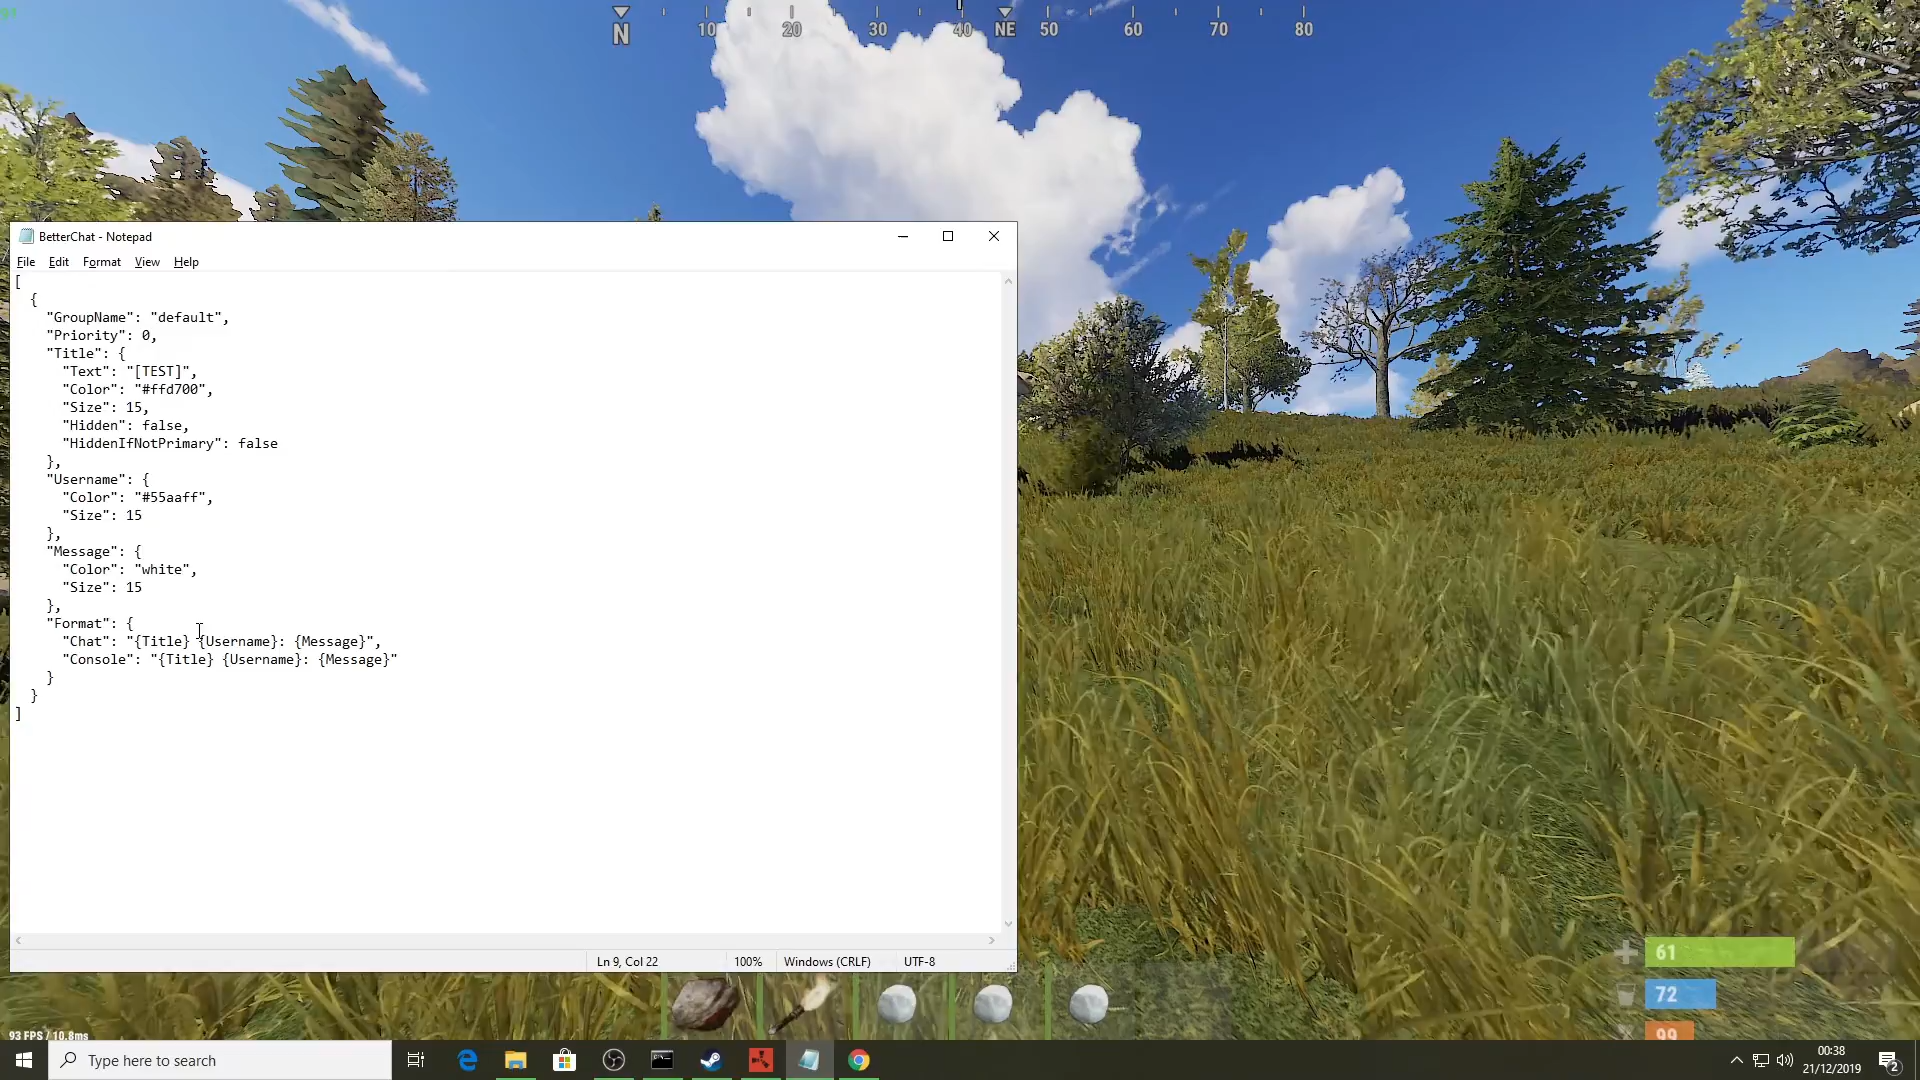 91
N 10 20 30 40 NE 50 60 70 80
BetterChat - Notepad
File Edit Format View Help
[
{
"GroupName": "default",
"Priority": 0,
"Title": {
"Text": "[TEST]",
"Color": "#ffd700",
"Size": 15,
"Hidden": false,
"HiddenIfNotPrimary": false
},
"Username": {
"Color": "#55aaff",
"Size": 15
},
"Message": {
"Color": "white",
"Size": 15
},
"Format": {
"Chat": "{Title} {Username}: {Message}",
"Console": "{Title} {Username}: {Message}"
}
}
]
Ln 9, Col 22 100% Windows (CRLF) UTF-8
61
72
99
93 FPS / 10.8ms
Type here to search
00:38
21/12/2019
2